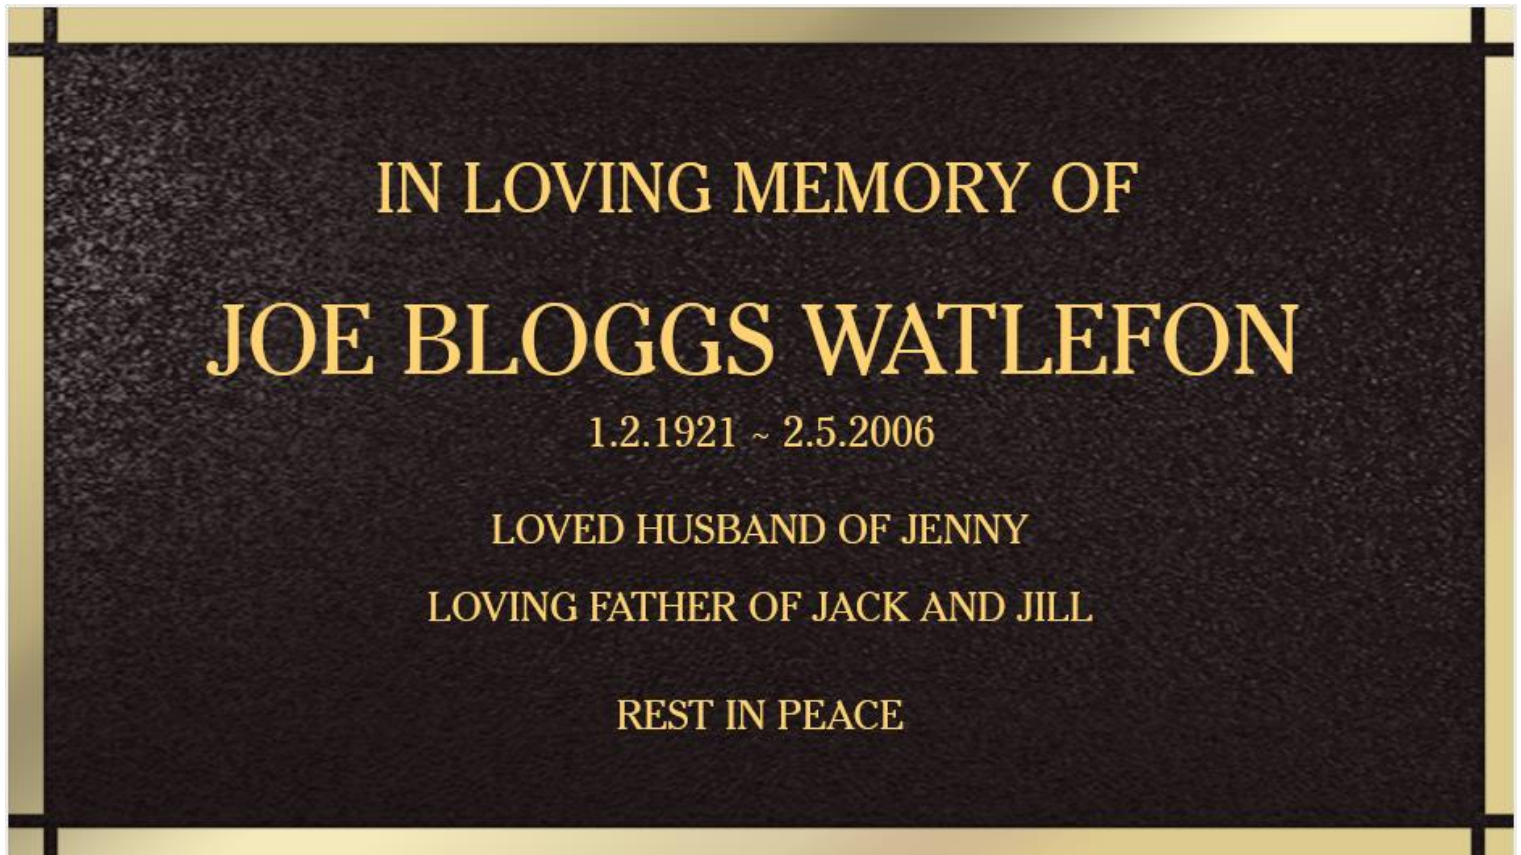 IN LOVING MEMORY OF
JOE BLOGGS WATLEFON
1.2.1921 ~ 2.5.2006
LOVED HUSBAND OF JENNY
LOVING FATHER OF JACK AND JILL
REST IN PEACE